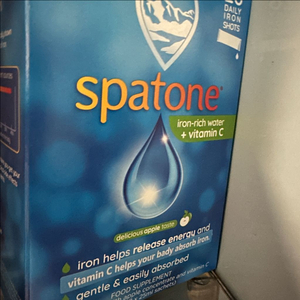 DAILY
IRON
SHOTS
spatone®
iron-rich water
+ vitamin C
delicious apple taste
iron helps release energy and
vitamin C helps your body absorb iron.
gentle & easily absorbed
FOOD SUPPLEMENT